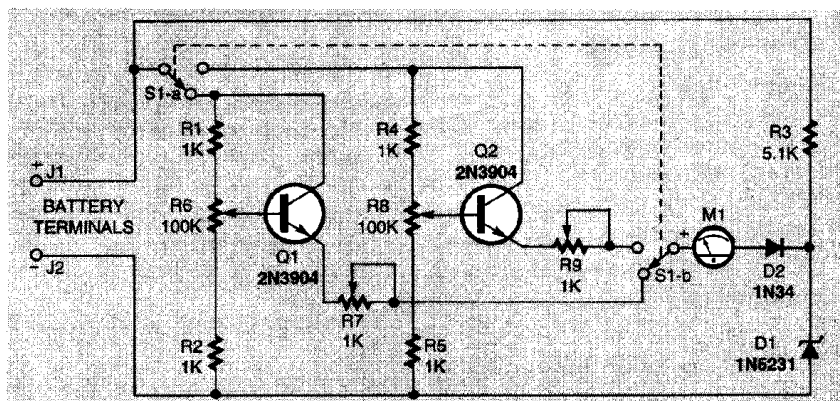 S1-a
R1
1K
R4
1K
Q2
2N3904
R3
5.1K
+
J1
BATTERY
TERMINALS
R6
100K
R8
100K
M1
+
-
J2
Q1
2N3904
R9
1K
S1-b
D2
1N34
R7
1K
R2
1K
R5
1K
D1
1N5231